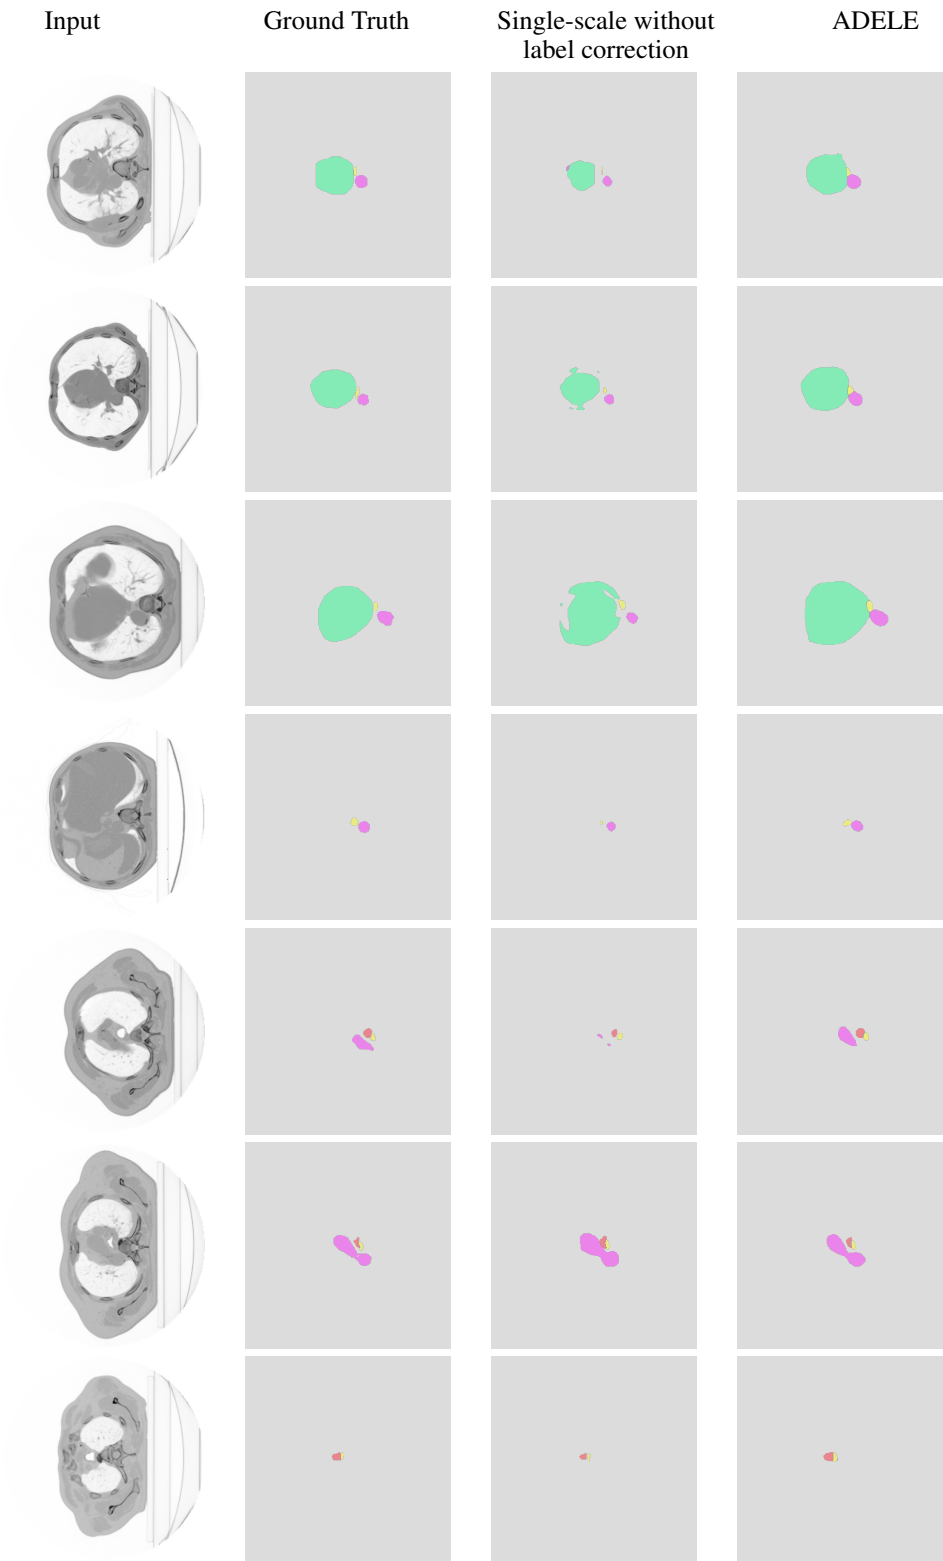 Input
Ground Truth
Single-scale without
label correction
ADELE